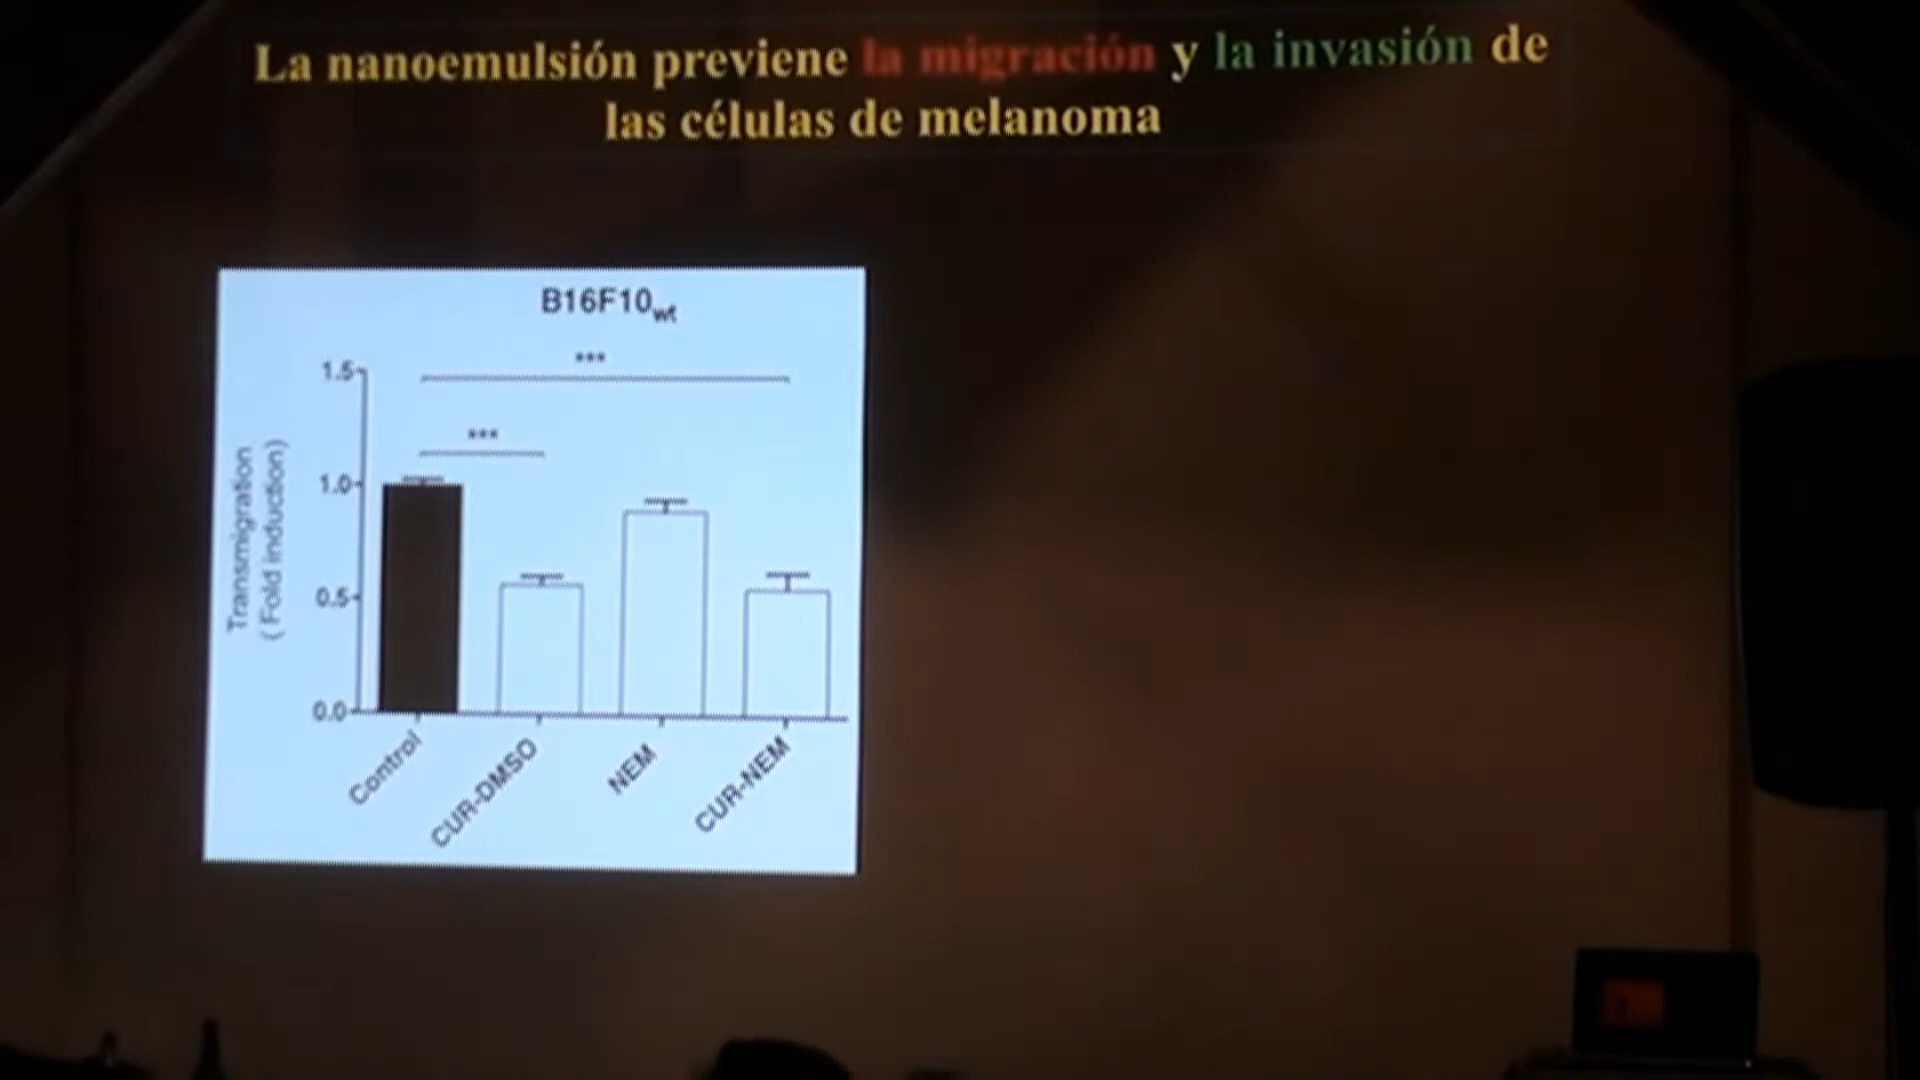 La nanoemulsión previene la migración y la invasión de
las células de melanoma
B16F10wt
***
***
1.5
1.0
0.5
0.0
Transmigration
( Fold induction)
Control
CUR-DMSO
NEM
CUR-NEM